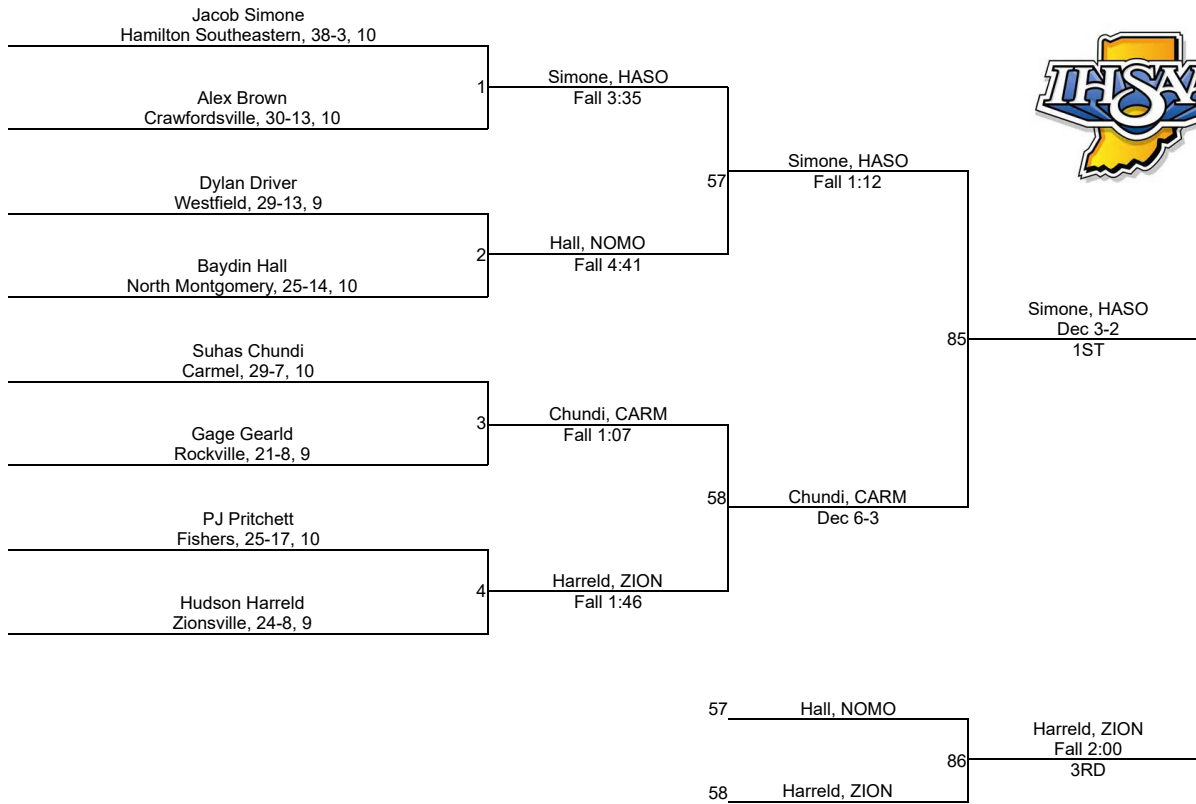 Jacob Simone
Hamilton Southeastern, 38-3, 10
Alex Brown
Crawfordsville, 30-13, 10
1
Simone, HASO
Fall 3:35
Dylan Driver
Westfield, 29-13, 9
Baydin Hall
North Montgomery, 25-14, 10
2
Hall, NOMO
Fall 4:41
57
Simone, HASO
Fall 1:12
Suhas Chundi
Carmel, 29-7, 10
Gage Gearld
Rockville, 21-8, 9
3
Chundi, CARM
Fall 1:07
PJ Pritchett
Fishers, 25-17, 10
Hudson Harreld
Zionsville, 24-8, 9
4
Harreld, ZION
Fall 1:46
58
Chundi, CARM
Dec 6-3
85
Simone, HASO
Dec 3-2
1ST
57
Hall, NOMO
58
Harreld, ZION
86
Harreld, ZION
Fall 2:00
3RD
IHSAA